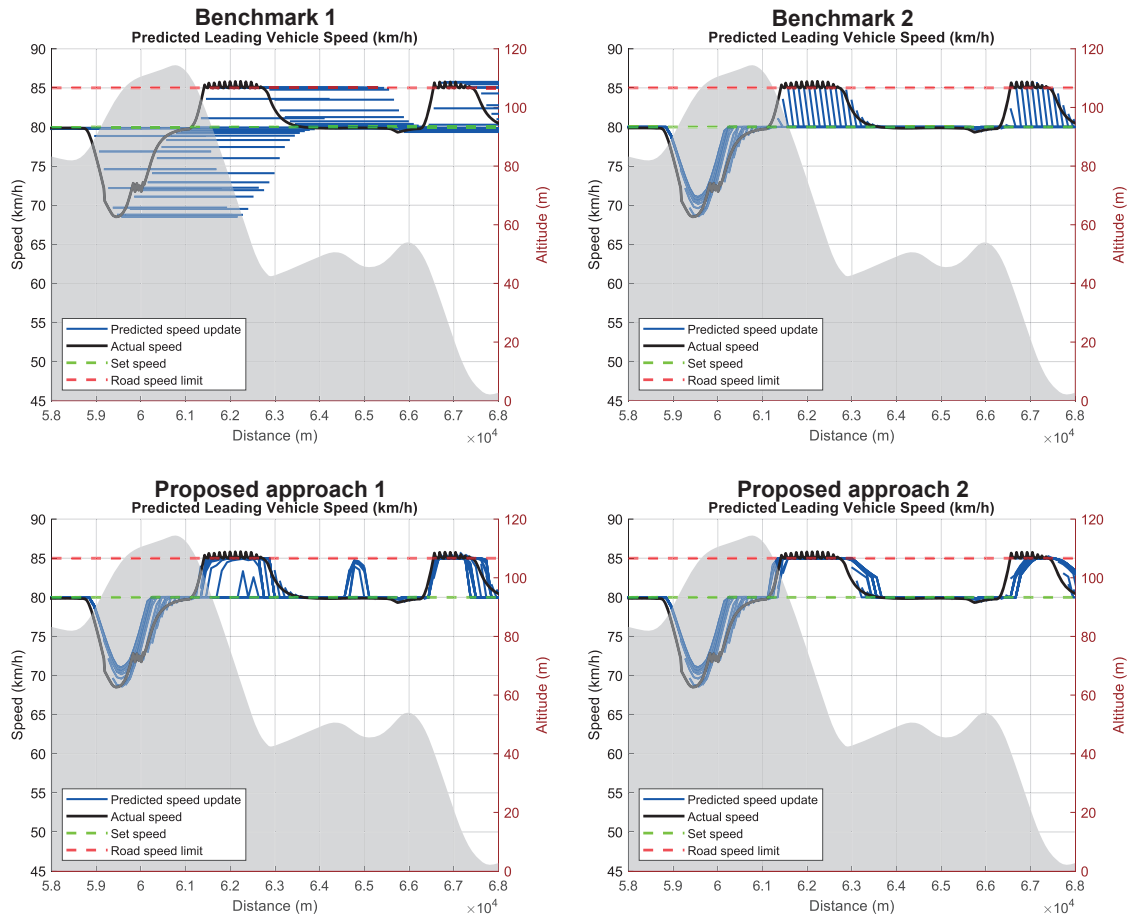 Benchmark 1
Predicted Leading Vehicle Speed (km/h)
90
85
80
75
70
65
60
55
50
45
Speed (km/h)
120
100
80
60
40
20
0
Altitude (m)
Predicted speed update
Actual speed
Set speed
Road speed limit
5.8 5.9 6 6.1 6.2 6.3 6.4 6.5 6.6 6.7 6.8
Distance (m)
×10⁴
Benchmark 2
Predicted Leading Vehicle Speed (km/h)
90
85
80
75
70
65
60
55
50
45
Speed (km/h)
120
100
80
60
40
20
0
Altitude (m)
Predicted speed update
Actual speed
Set speed
Road speed limit
5.8 5.9 6 6.1 6.2 6.3 6.4 6.5 6.6 6.7 6.8
Distance (m)
×10⁴
Proposed approach 1
Predicted Leading Vehicle Speed (km/h)
90
85
80
75
70
65
60
55
50
45
Speed (km/h)
120
100
80
60
40
20
0
Altitude (m)
Predicted speed update
Actual speed
Set speed
Road speed limit
5.8 5.9 6 6.1 6.2 6.3 6.4 6.5 6.6 6.7 6.8
Distance (m)
×10⁴
Proposed approach 2
Predicted Leading Vehicle Speed (km/h)
90
85
80
75
70
65
60
55
50
45
Speed (km/h)
120
100
80
60
40
20
0
Altitude (m)
Predicted speed update
Actual speed
Set speed
Road speed limit
5.8 5.9 6 6.1 6.2 6.3 6.4 6.5 6.6 6.7 6.8
Distance (m)
×10⁴